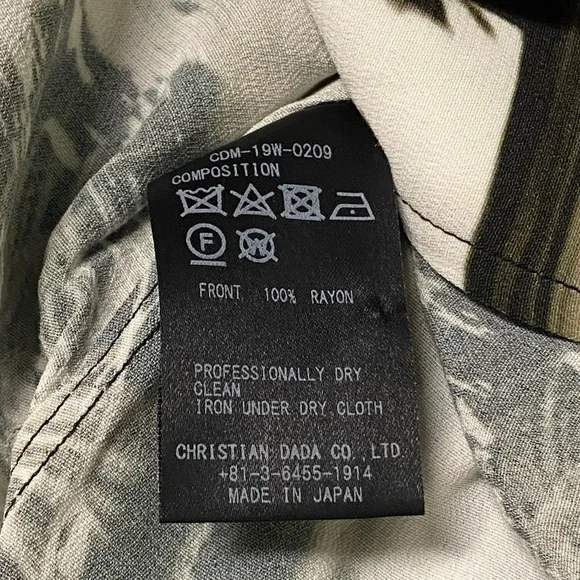 CDM-19W-0209
COMPOSITION
F W
FRONT 100% RAYON
PROFESSIONALLY DRY
CLEAN
IRON UNDER DRY CLOTH
CHRISTIAN DADA CO., LTD
+81-3-6455-1914
MADE IN JAPAN